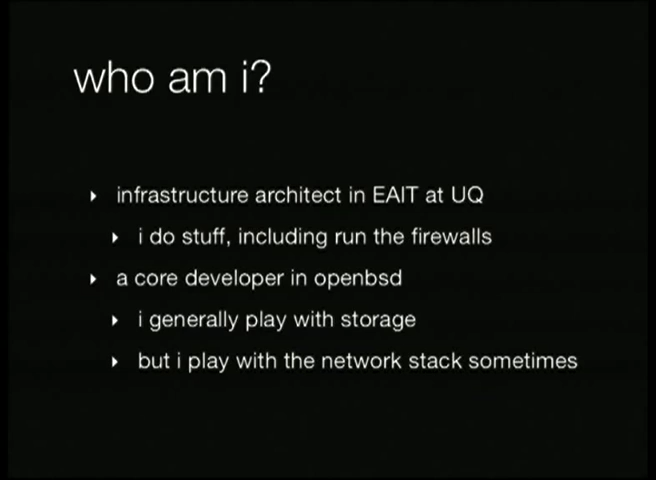 who am i?
infrastructure architect in EAIT at UQ
i do stuff, including run the firewalls
a core developer in openbsd
i generally play with storage
but i play with the network stack sometimes